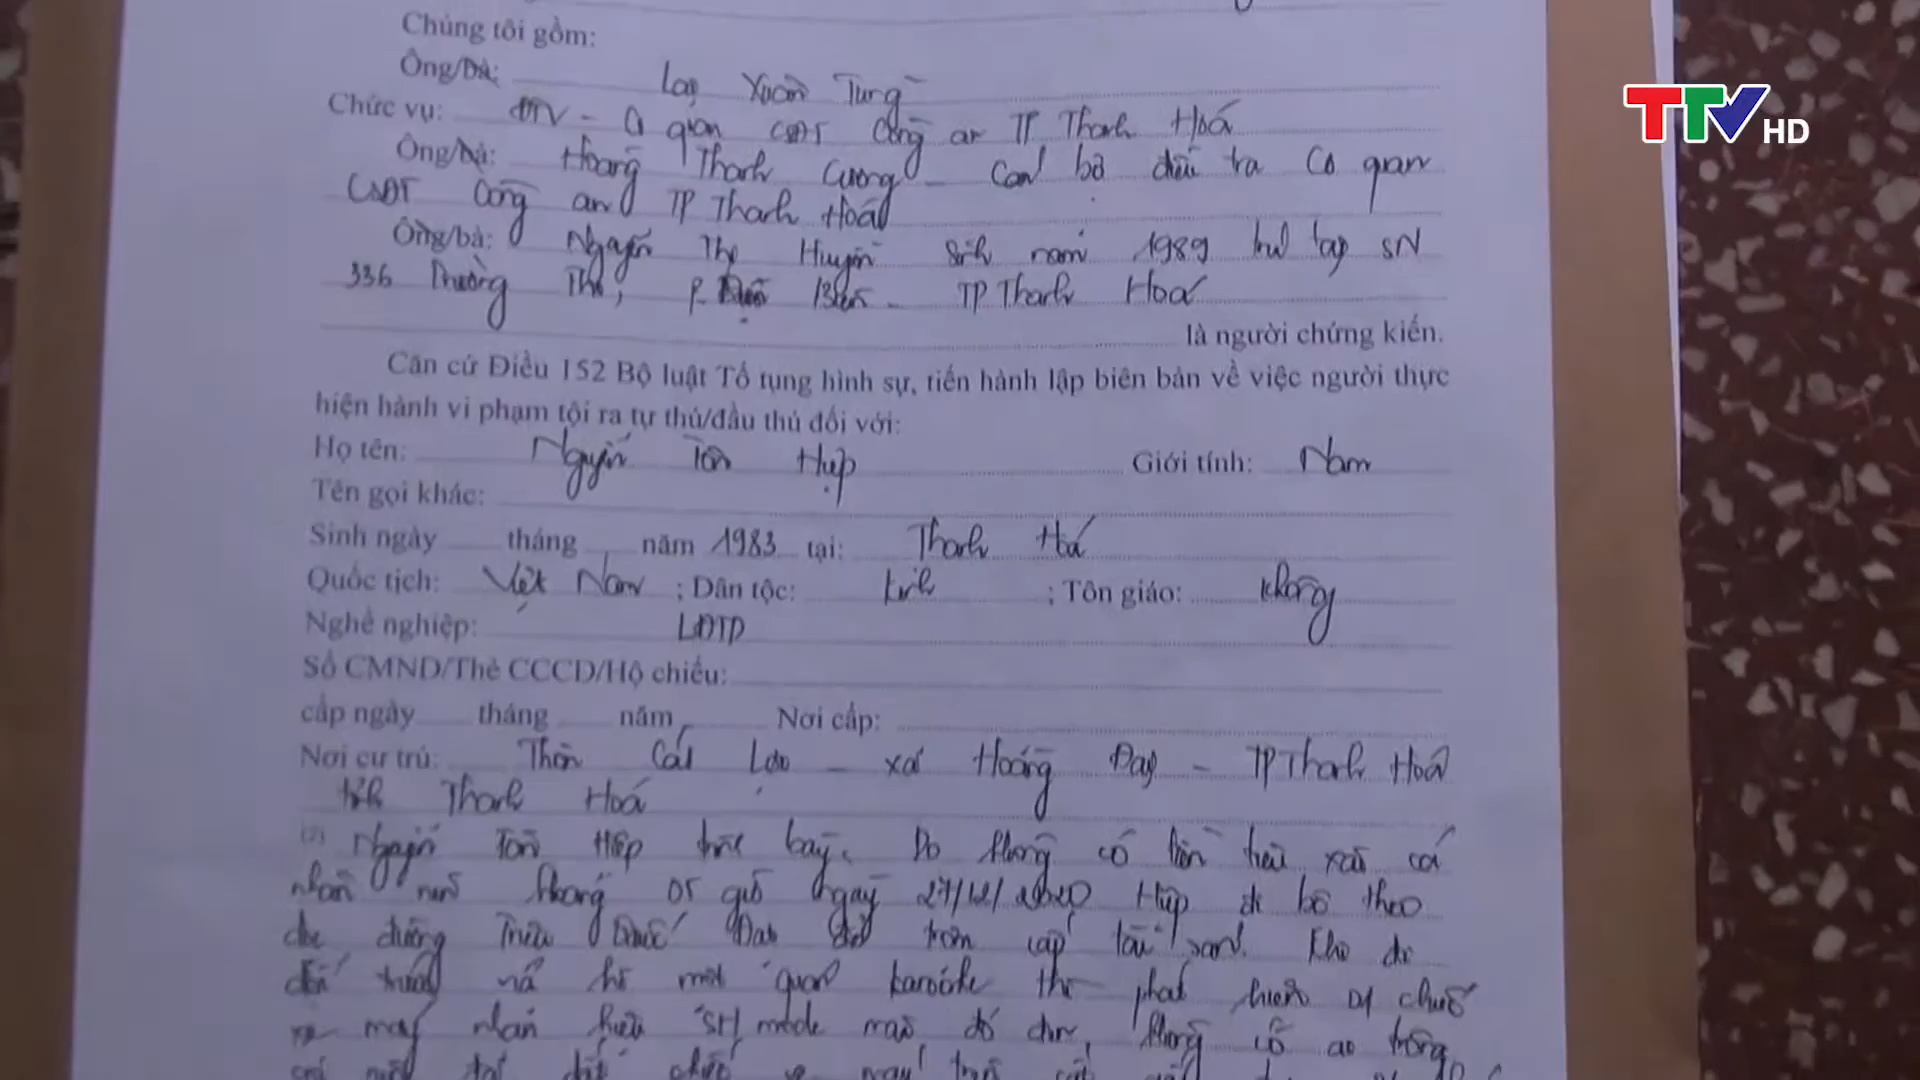 Chúng tôi gồm:
Ông/bà: Lại Xuân Tùng
Chức vụ: ĐTV - Cơ quan CSĐT Công an TP Thanh Hoá
Ông/bà: Hoàng Thanh Cương - Cán bộ điều tra Cơ quan
CSĐT Công an TP Thanh Hoá
Ông/bà: Nguyễn Thị Huyền Sinh năm 1989 trú tại SN
336 Trường Thi, P. Điện Biên - TP Thanh Hoá
là người chứng kiến.
Căn cứ Điều 152 Bộ luật Tố tụng hình sự, tiến hành lập biên bản về việc người thực
hiện hành vi phạm tội ra tự thú/đầu thú đối với:
Họ tên: Nguyễn Hiệp Giới tính: Nam
Tên gọi khác:
Sinh ngày tháng năm 1983 tại: Thanh Hoá
Quốc tịch: Việt Nam ; Dân tộc: Kinh ; Tôn giáo: không
Nghề nghiệp: LĐTD
Số CMND/Thẻ CCCD/Hộ chiếu:
cấp ngày tháng năm Nơi cấp:
Nơi cư trú: Thôn - xã Hoằng Đại - TP Thanh Hoá
tỉnh Thanh Hoá
(2) Nguyễn Hiệp trình bày: Do không có tiền tiêu xài cá
nhân nên khoảng 05 giờ ngày 27/12/2020 Hiệp đi bộ theo
đường Triệu Quốc Đạt để trộm cắp tài sản. Khi đi
đến trước nhà hát một quán karaoke thì phát hiện 01 chiếc
xe máy nhãn hiệu SH mode màu đỏ đen, không có ai trông